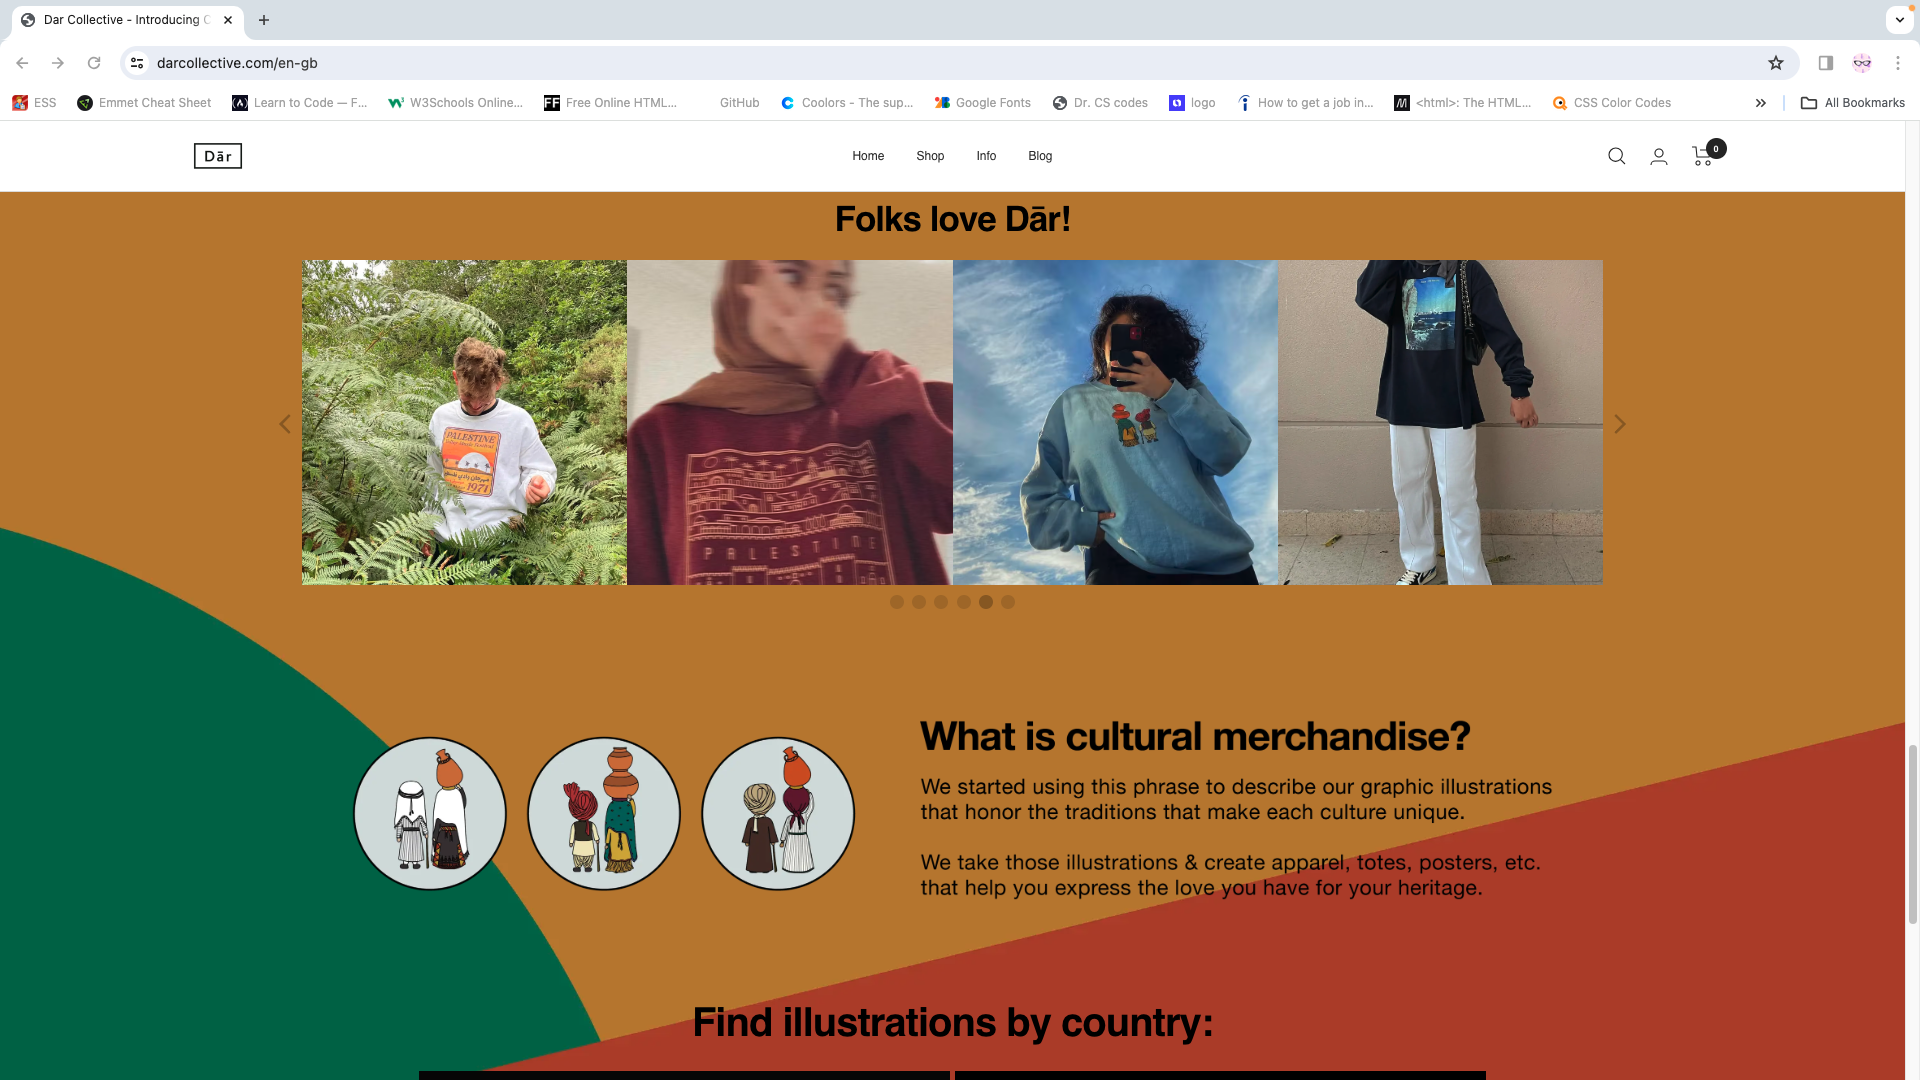 Dar Collective - Introducing C
darcollective.com/en-gb
ESS
Emmet Cheat Sheet
Learn to Code — F...
W3Schools Online...
FF
Free Online HTML...
GitHub
Coolors - The sup...
Google Fonts
Dr. CS codes
logo
How to get a job in...
<html>: The HTML...
CSS Color Codes
All Bookmarks
Dār
Home
Shop
Info
Blog
0
Folks love Dār!
PALESTINE
1971
PALESTINE
What is cultural merchandise?
We started using this phrase to describe our graphic illustrations
that honor the traditions that make each culture unique.
We take those illustrations & create apparel, totes, posters, etc.
that help you express the love you have for your heritage.
Find illustrations by country: